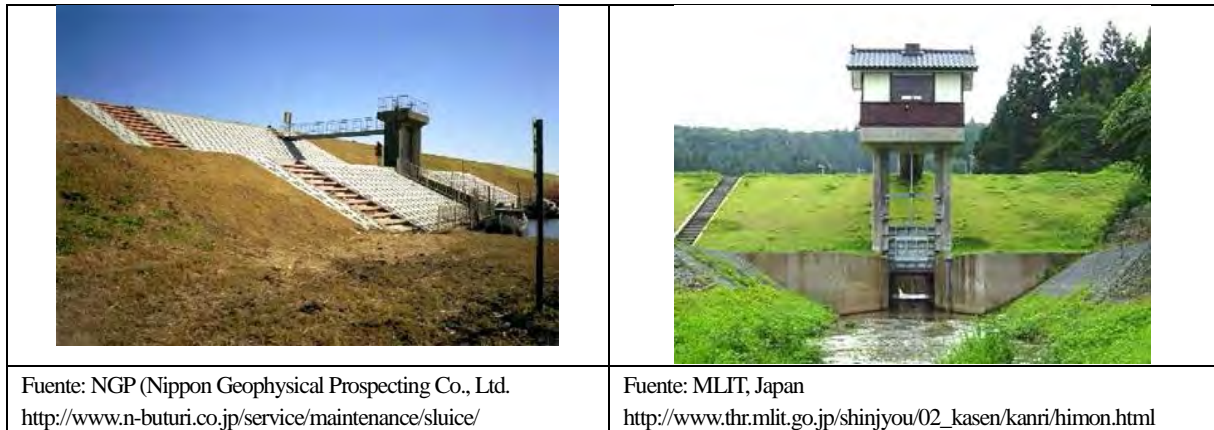 Fuente: NGP (Nippon Geophysical Prospecting Co., Ltd.
http://www.n-buturi.co.jp/service/maintenance/sluice/
Fuente: MLIT, Japan
http://www.thr.mlit.go.jp/shinjyou/02_kasen/kanri/himon.html